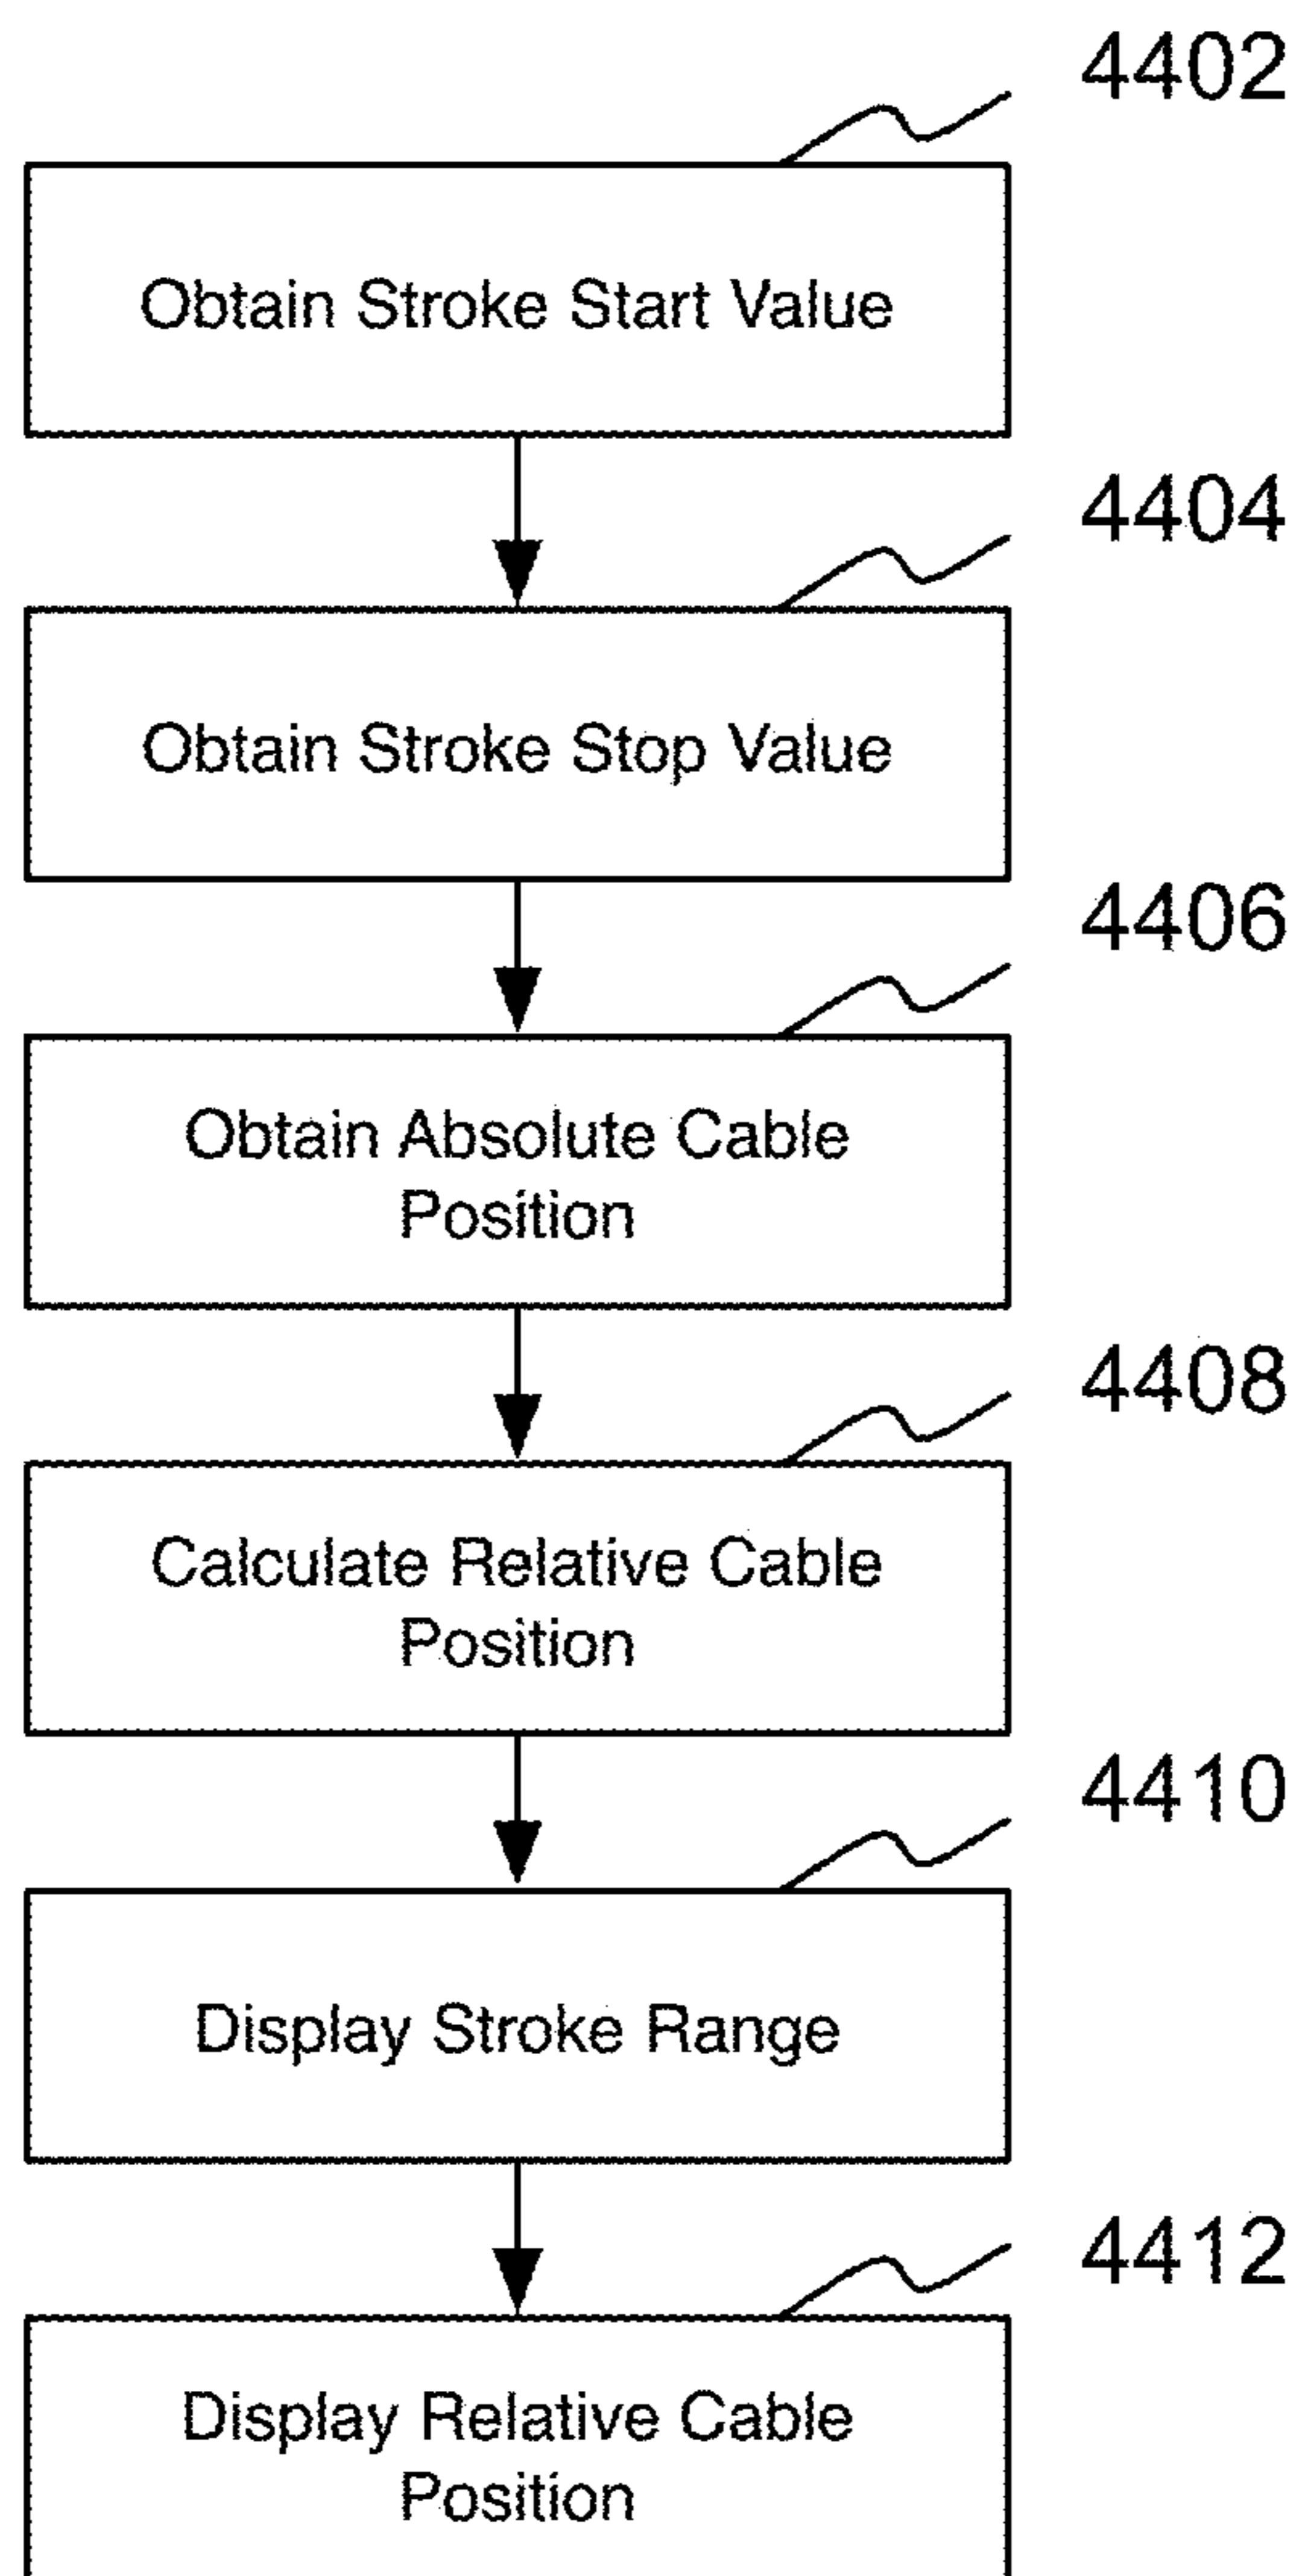 4402
Obtain Stroke Start Value
4404
Obtain Stroke Stop Value
4406
Obtain Absolute Cable
Position
4408
Calculate Relative Cable
Position
4410
Display Stroke Range
4412
Display Relative Cable
Position